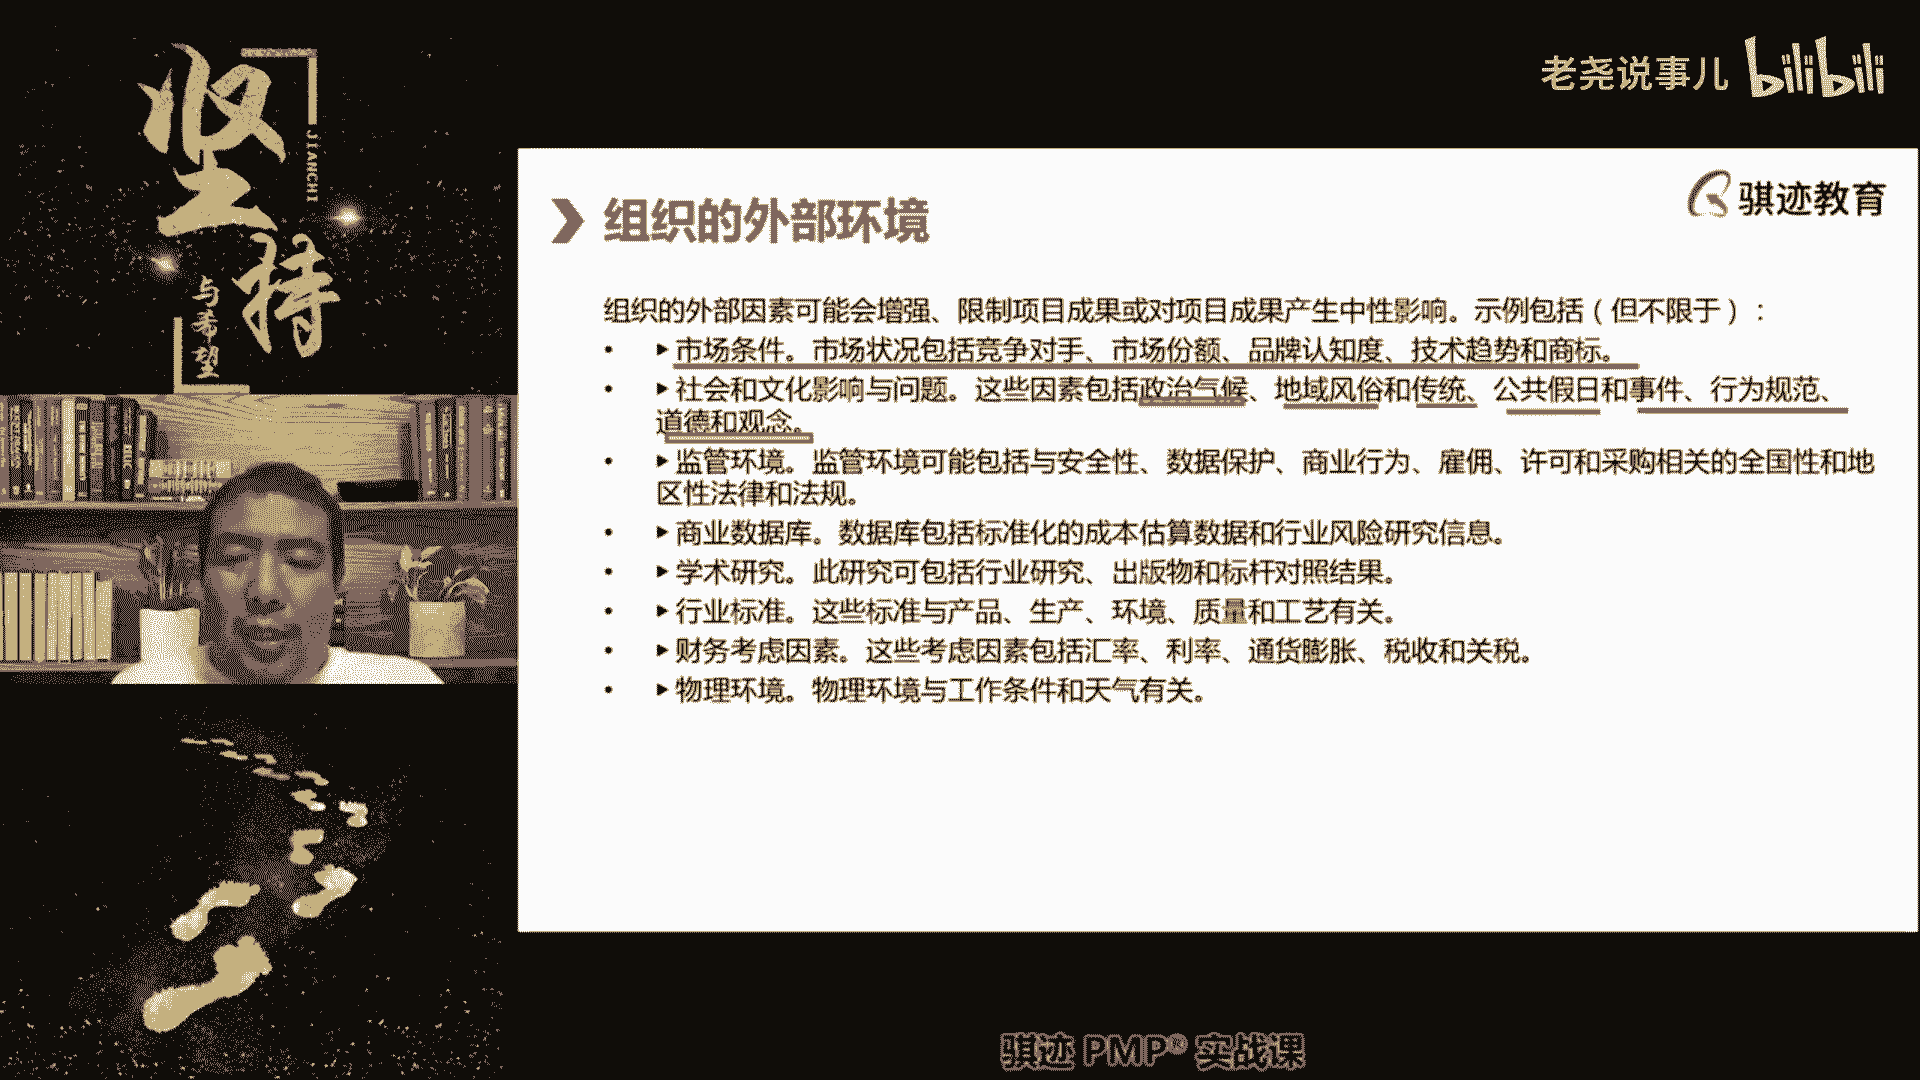 坚持
JIANCHI
与希望
老尧说事儿 bilibili
骐迹教育
组织的外部环境
组织的外部因素可能会增强、限制项目成果或对项目成果产生中性影响。示例包括（但不限于）：
• ▸市场条件。市场状况包括竞争对手、市场份额、品牌认知度、技术趋势和商标。
• ▸社会和文化影响与问题。这些因素包括政治气候、地域风俗和传统、公共假日和事件、行为规范、
道德和观念。
• ▸监管环境。监管环境可能包括与安全性、数据保护、商业行为、雇佣、许可和采购相关的全国性和地
区性法律和法规。
• ▸商业数据库。数据库包括标准化的成本估算数据和行业风险研究信息。
• ▸学术研究。此研究可包括行业研究、出版物和标杆对照结果。
• ▸行业标准。这些标准与产品、生产、环境、质量和工艺有关。
• ▸财务考虑因素。这些考虑因素包括汇率、利率、通货膨胀、税收和关税。
• ▸物理环境。物理环境与工作条件和天气有关。
骐迹 PMP® 实战课